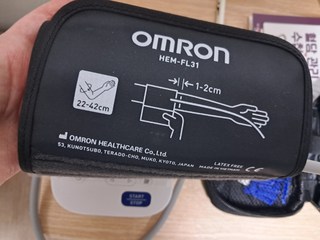 OMRON
HEM-FL31
1-2cm
22-42cm
OMRON HEALTHCARE Co.,Ltd.
53, KUNOTSUBO, TERADO-CHO, MUKO, KYOTO, JAPAN
LATEX FREE
MADE IN VIETNAM
CE
START
STOP